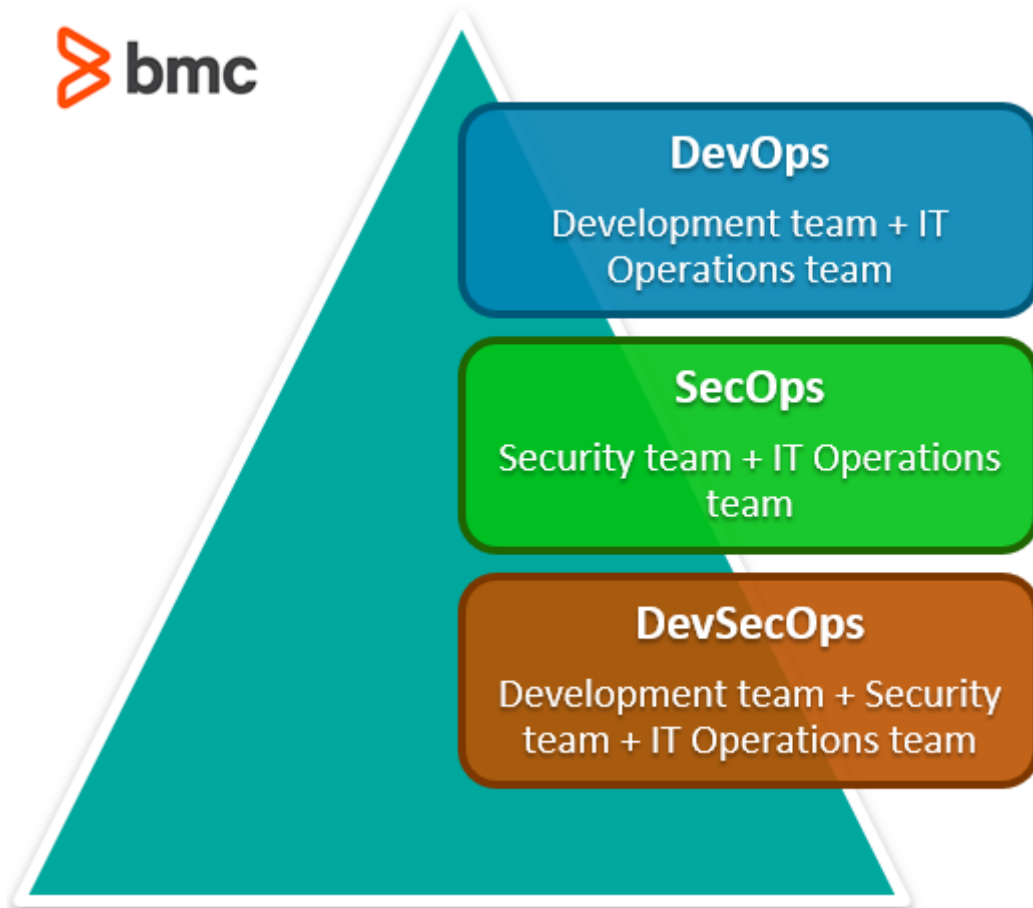 bmc
DevOps
Development team + IT
Operations team
SecOps
Security team + IT Operations
team
DevSecOps
Development team + Security
team + IT Operations team